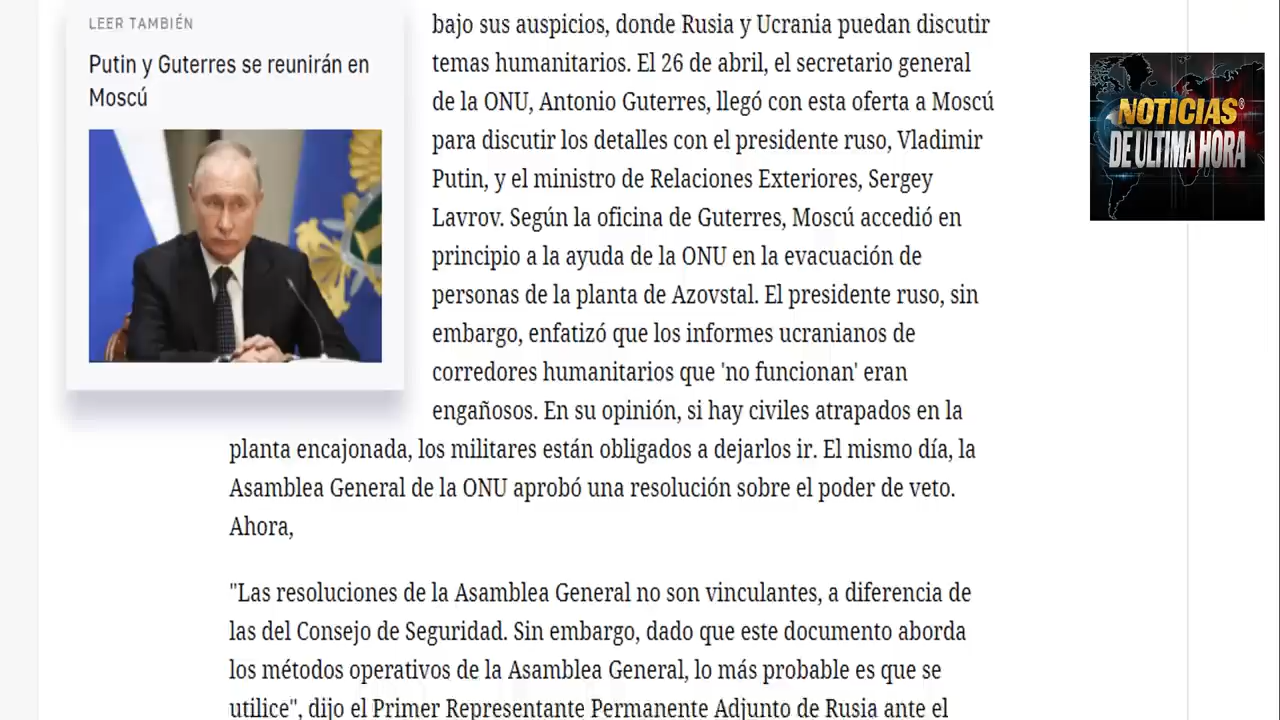 LEER TAMBIÉN
Putin y Guterres se reunirán en
Moscú
bajo sus auspicios, donde Rusia y Ucrania puedan discutir
temas humanitarios. El 26 de abril, el secretario general
de la ONU, Antonio Guterres, llegó con esta oferta a Moscú
para discutir los detalles con el presidente ruso, Vladimir
Putin, y el ministro de Relaciones Exteriores, Sergey
Lavrov. Según la oficina de Guterres, Moscú accedió en
principio a la ayuda de la ONU en la evacuación de
personas de la planta de Azovstal. El presidente ruso, sin
embargo, enfatizó que los informes ucranianos de
corredores humanitarios que 'no funcionan' eran
engañosos. En su opinión, si hay civiles atrapados en la
planta encajonada, los militares están obligados a dejarlos ir. El mismo día, la
Asamblea General de la ONU aprobó una resolución sobre el poder de veto.
Ahora,
"Las resoluciones de la Asamblea General no son vinculantes, a diferencia de
las del Consejo de Seguridad. Sin embargo, dado que este documento aborda
los métodos operativos de la Asamblea General, lo más probable es que se
utilice", dijo el Primer Representante Permanente Adjunto de Rusia ante el
NOTICIAS®
DE ULTIMA HORA